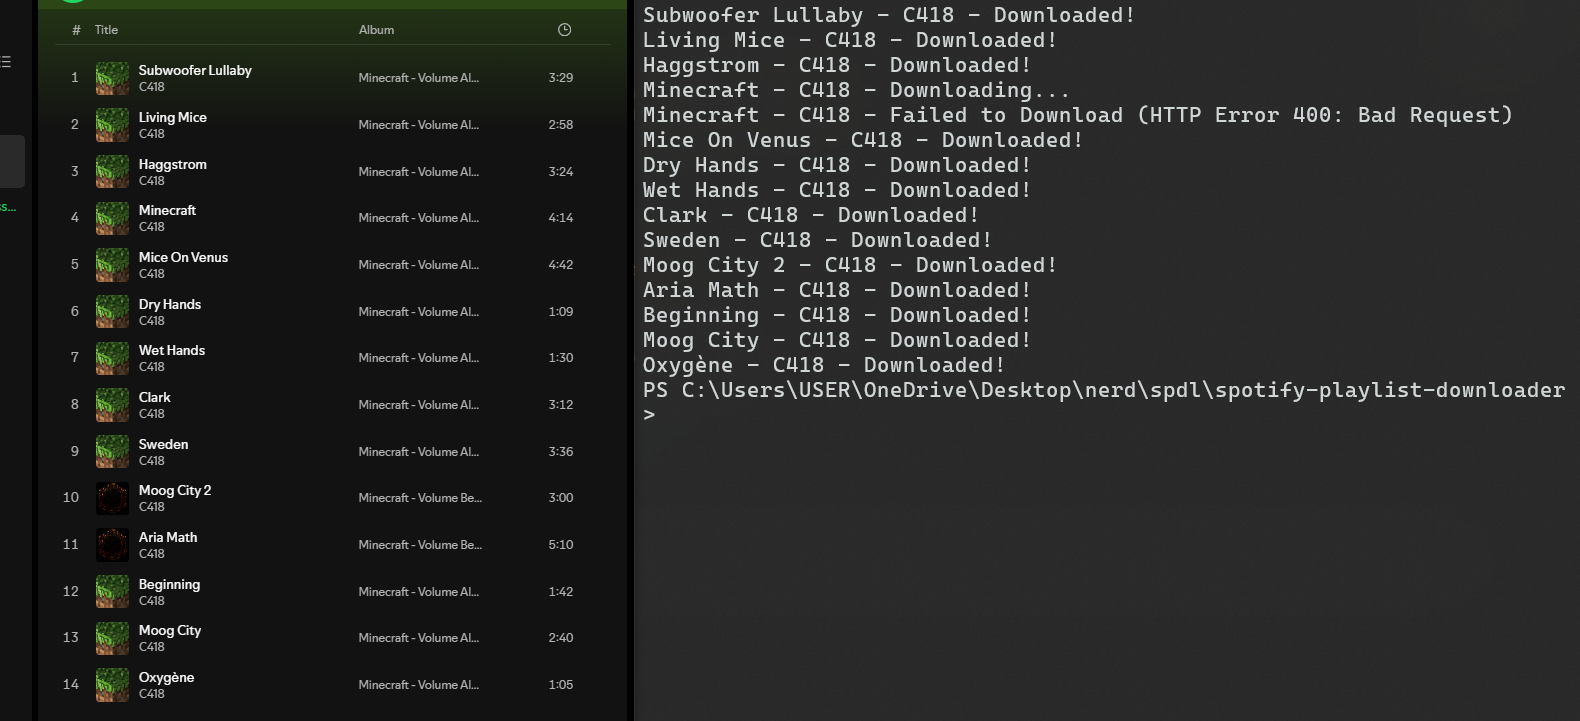 # Title Album
1 Subwoofer Lullaby Minecraft - Volume Al... 3:29
C418
2 Living Mice Minecraft - Volume Al... 2:58
C418
3 Haggstrom Minecraft - Volume Al... 3:24
C418
4 Minecraft Minecraft - Volume Al... 4:14
C418
5 Mice On Venus Minecraft - Volume Al... 4:42
C418
6 Dry Hands Minecraft - Volume Al... 1:09
C418
7 Wet Hands Minecraft - Volume Al... 1:30
C418
8 Clark Minecraft - Volume Al... 3:12
C418
9 Sweden Minecraft - Volume Al... 3:36
C418
10 Moog City 2 Minecraft - Volume Be... 3:00
C418
11 Aria Math Minecraft - Volume Be... 5:10
C418
12 Beginning Minecraft - Volume Al... 1:42
C418
13 Moog City Minecraft - Volume Al... 2:40
C418
14 Oxygène Minecraft - Volume Al... 1:05
C418
Subwoofer Lullaby - C418 - Downloaded!
Living Mice - C418 - Downloaded!
Haggstrom - C418 - Downloaded!
Minecraft - C418 - Downloading...
Minecraft - C418 - Failed to Download (HTTP Error 400: Bad Request)
Mice On Venus - C418 - Downloaded!
Dry Hands - C418 - Downloaded!
Wet Hands - C418 - Downloaded!
Clark - C418 - Downloaded!
Sweden - C418 - Downloaded!
Moog City 2 - C418 - Downloaded!
Aria Math - C418 - Downloaded!
Beginning - C418 - Downloaded!
Moog City - C418 - Downloaded!
Oxygène - C418 - Downloaded!
PS C:\Users\USER\OneDrive\Desktop\nerd\spdl\spotify-playlist-downloader
>